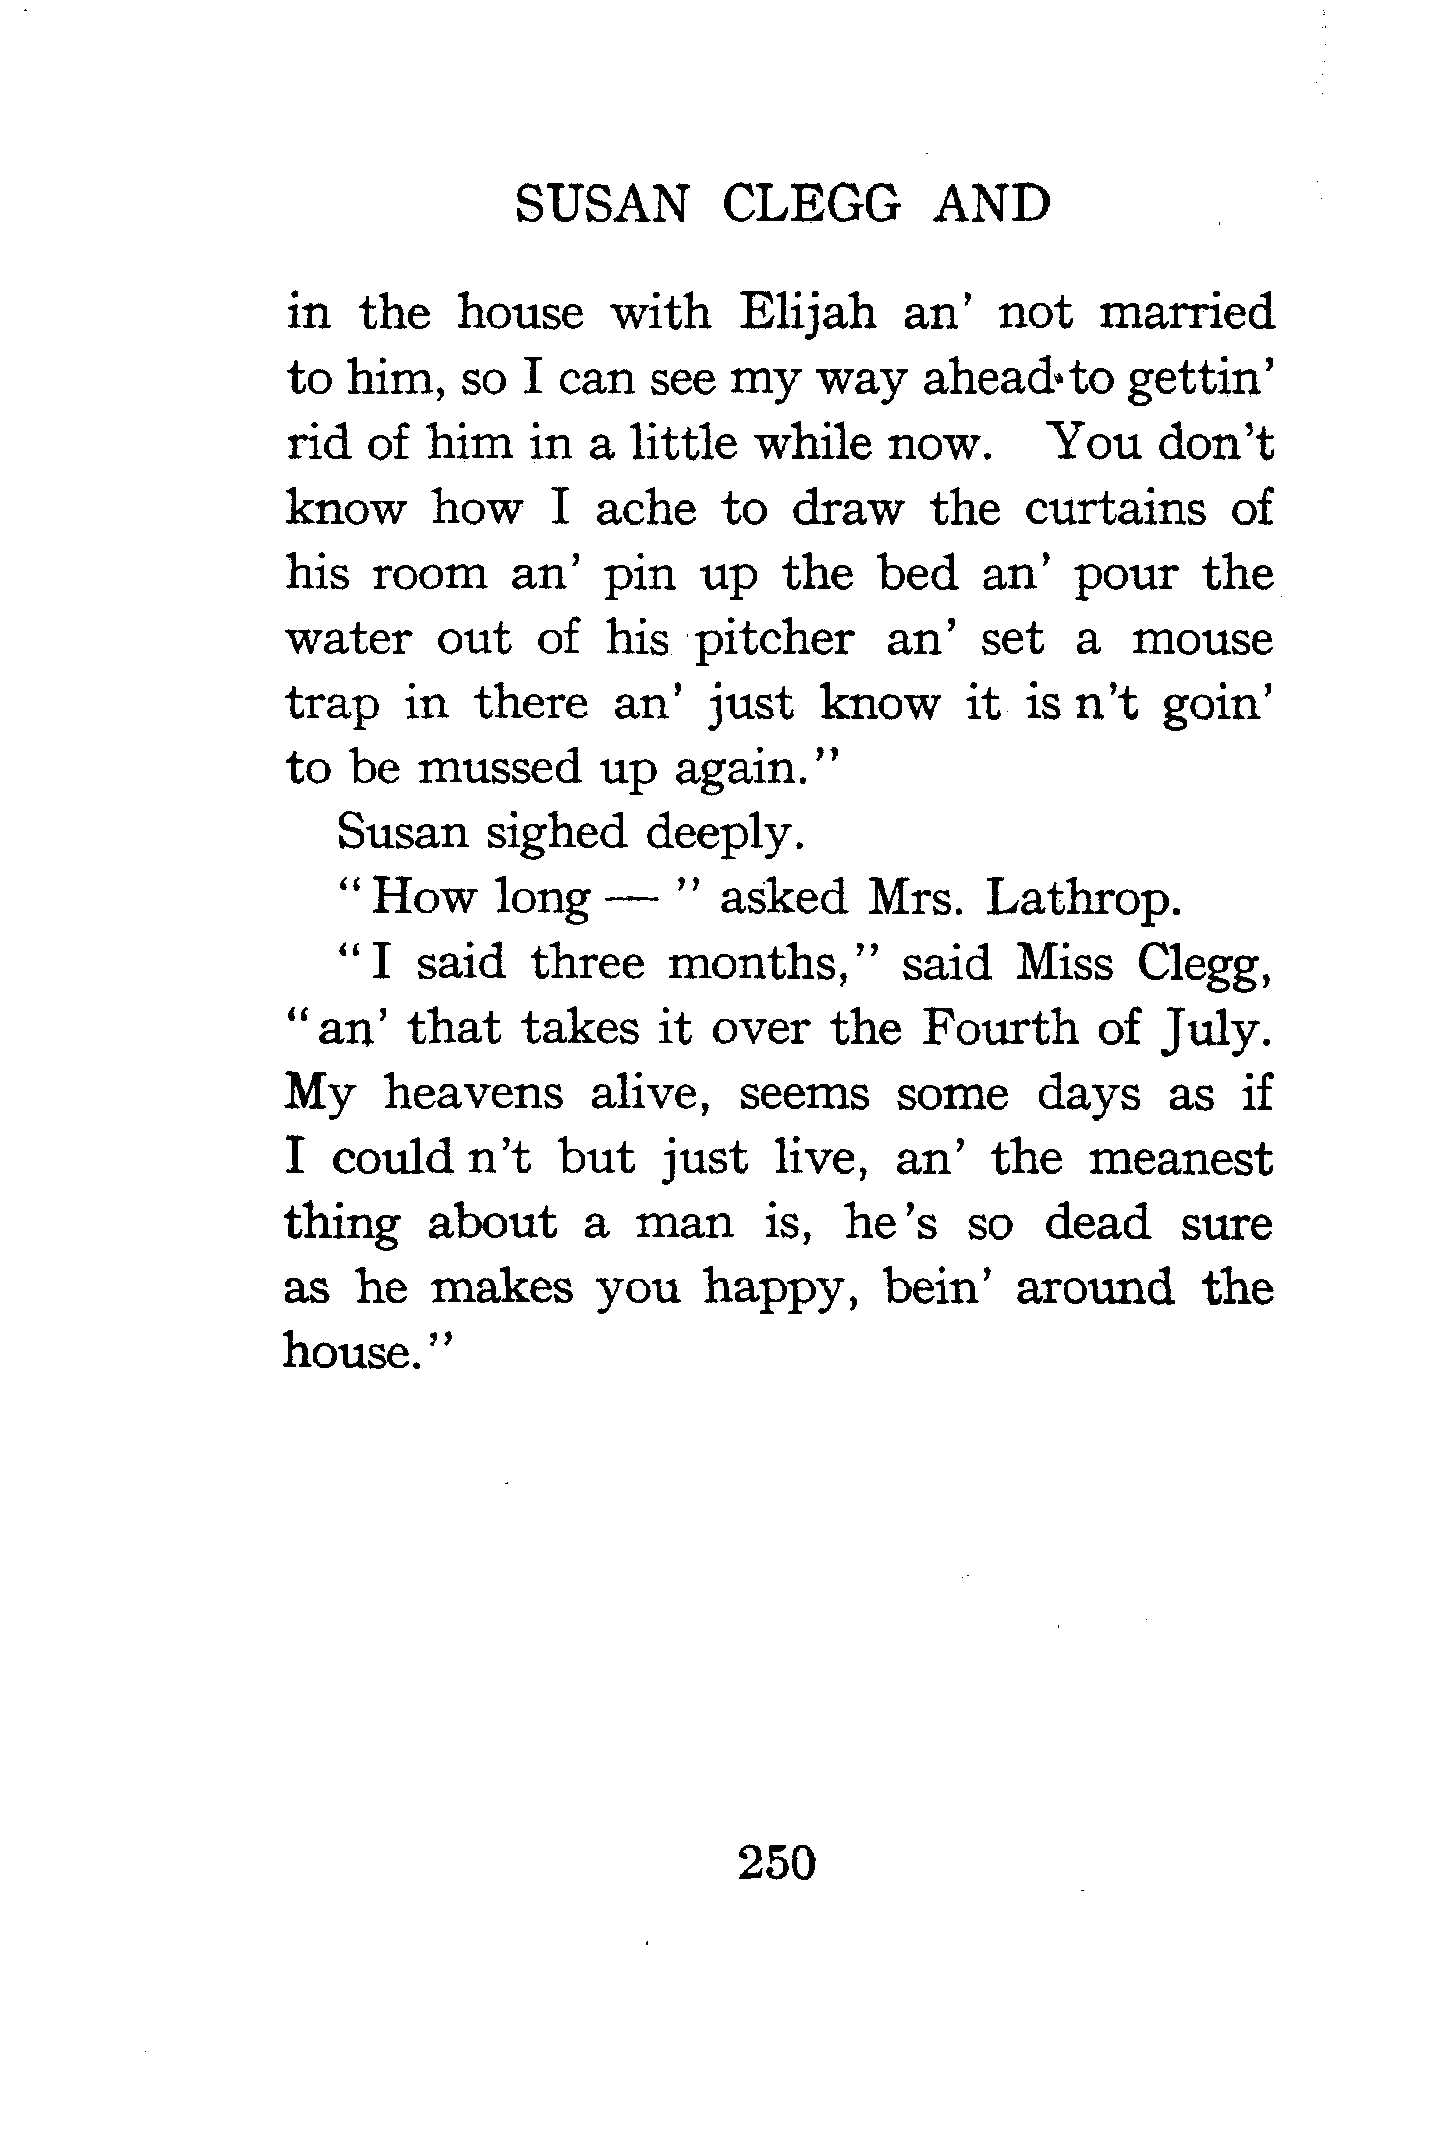 SUSAN CLEGG AND
in the house with Elijah an' not married
to him, so I can see my way ahead to gettin'
rid of him in a little while now. You don't
know how I ache to draw the curtains of
his room an' pin up the bed an' pour the
water out of his pitcher an' set a mouse
trap in there an' just know it is n't goin'
to be mussed up again."
Susan sighed deeply.
"How long — " asked Mrs. Lathrop.
"I said three months," said Miss Clegg,
"an' that takes it over the Fourth of July.
My heavens alive, seems some days as if
I could n't but just live, an' the meanest
thing about a man is, he's so dead sure
as he makes you happy, bein' around the
house."
250